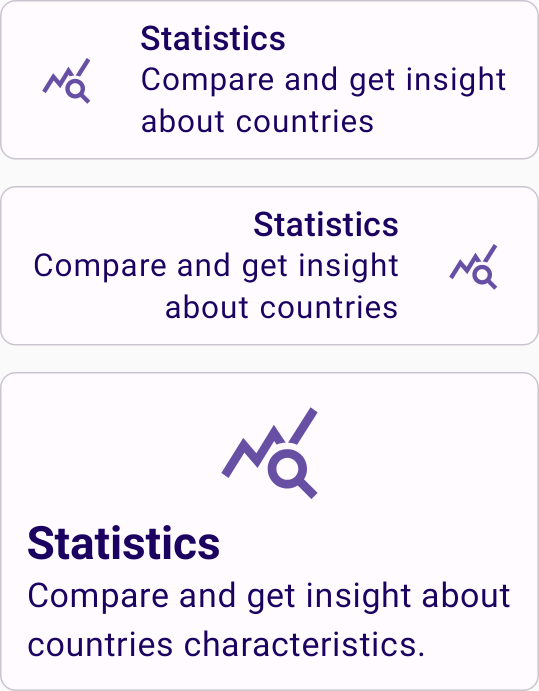 Statistics
Compare and get insight
about countries
Statistics
Compare and get insight
about countries
Statistics
Compare and get insight about
countries characteristics.